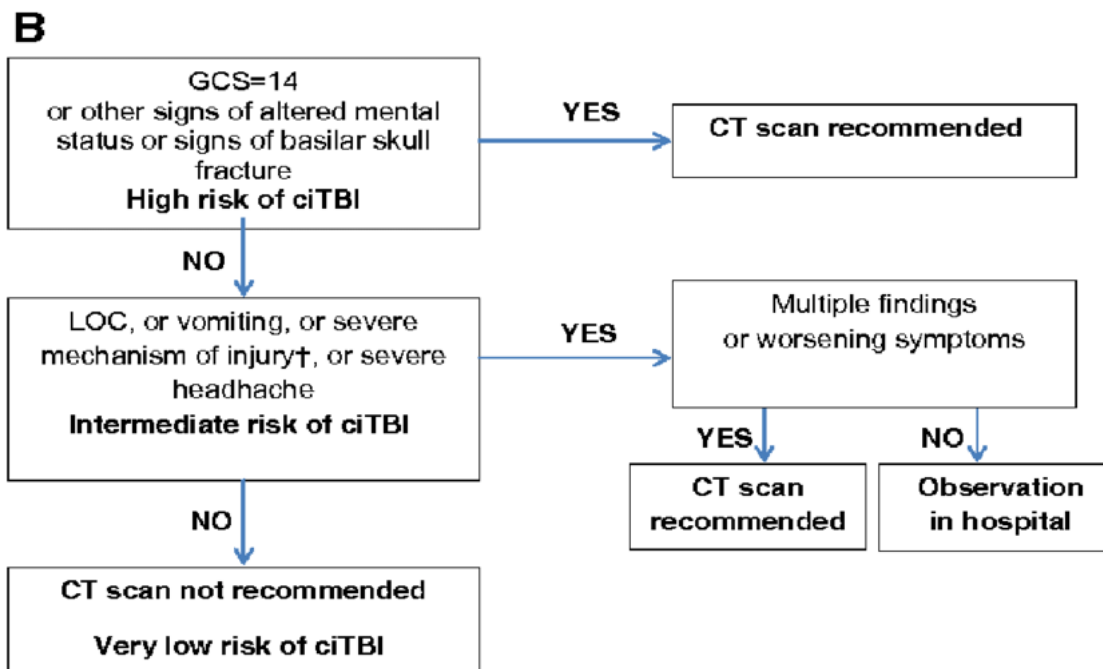 B
GCS=14
or other signs of altered mental
status or signs of basilar skull
fracture
High risk of ciTBI
YES
CT scan recommended
NO
LOC, or vomiting, or severe
mechanism of injury†, or severe
headhache
Intermediate risk of ciTBI
YES
Multiple findings
or worsening symptoms
YES
NO
CT scan
recommended
Observation
in hospital
NO
CT scan not recommended
Very low risk of ciTBI